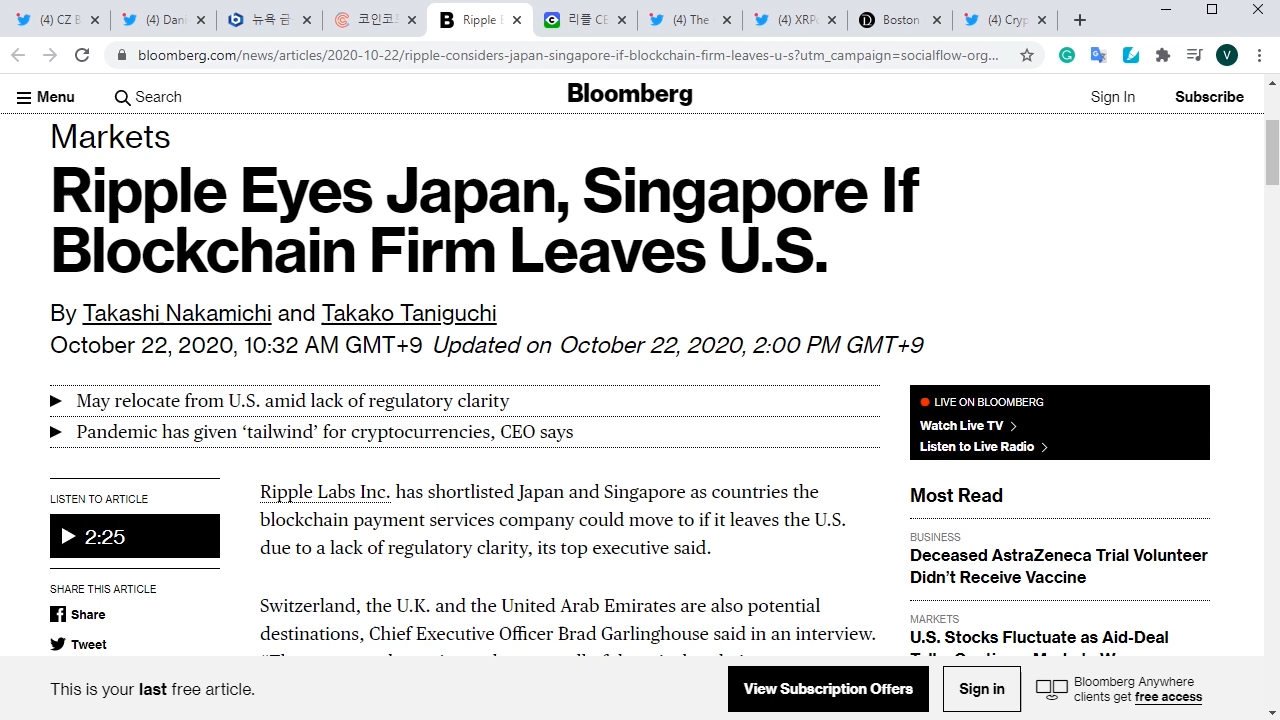 (4) CZ B
(4) Dani
뉴욕 금
코인코
Ripple E
리플 CE
(4) The
(4) XRP
Boston
(4) Cryp
bloomberg.com/news/articles/2020-10-22/ripple-considers-japan-singapore-if-blockchain-firm-leaves-u-s?utm_campaign=socialflow-org...
V
Menu
Search
Bloomberg
Sign In
Subscribe
Markets
Ripple Eyes Japan, Singapore If
Blockchain Firm Leaves U.S.
By Takashi Nakamichi and Takako Taniguchi
October 22, 2020, 10:32 AM GMT+9 Updated on October 22, 2020, 2:00 PM GMT+9
May relocate from U.S. amid lack of regulatory clarity
Pandemic has given ‘tailwind’ for cryptocurrencies, CEO says
LISTEN TO ARTICLE
2:25
SHARE THIS ARTICLE
Share
Tweet
Ripple Labs Inc. has shortlisted Japan and Singapore as countries the
blockchain payment services company could move to if it leaves the U.S.
due to a lack of regulatory clarity, its top executive said.
Switzerland, the U.K. and the United Arab Emirates are also potential
destinations, Chief Executive Officer Brad Garlinghouse said in an interview.
LIVE ON BLOOMBERG
Watch Live TV
Listen to Live Radio
Most Read
BUSINESS
Deceased AstraZeneca Trial Volunteer
Didn’t Receive Vaccine
MARKETS
U.S. Stocks Fluctuate as Aid-Deal
This is your last free article.
View Subscription Offers
Sign in
Bloomberg Anywhere
clients get free access